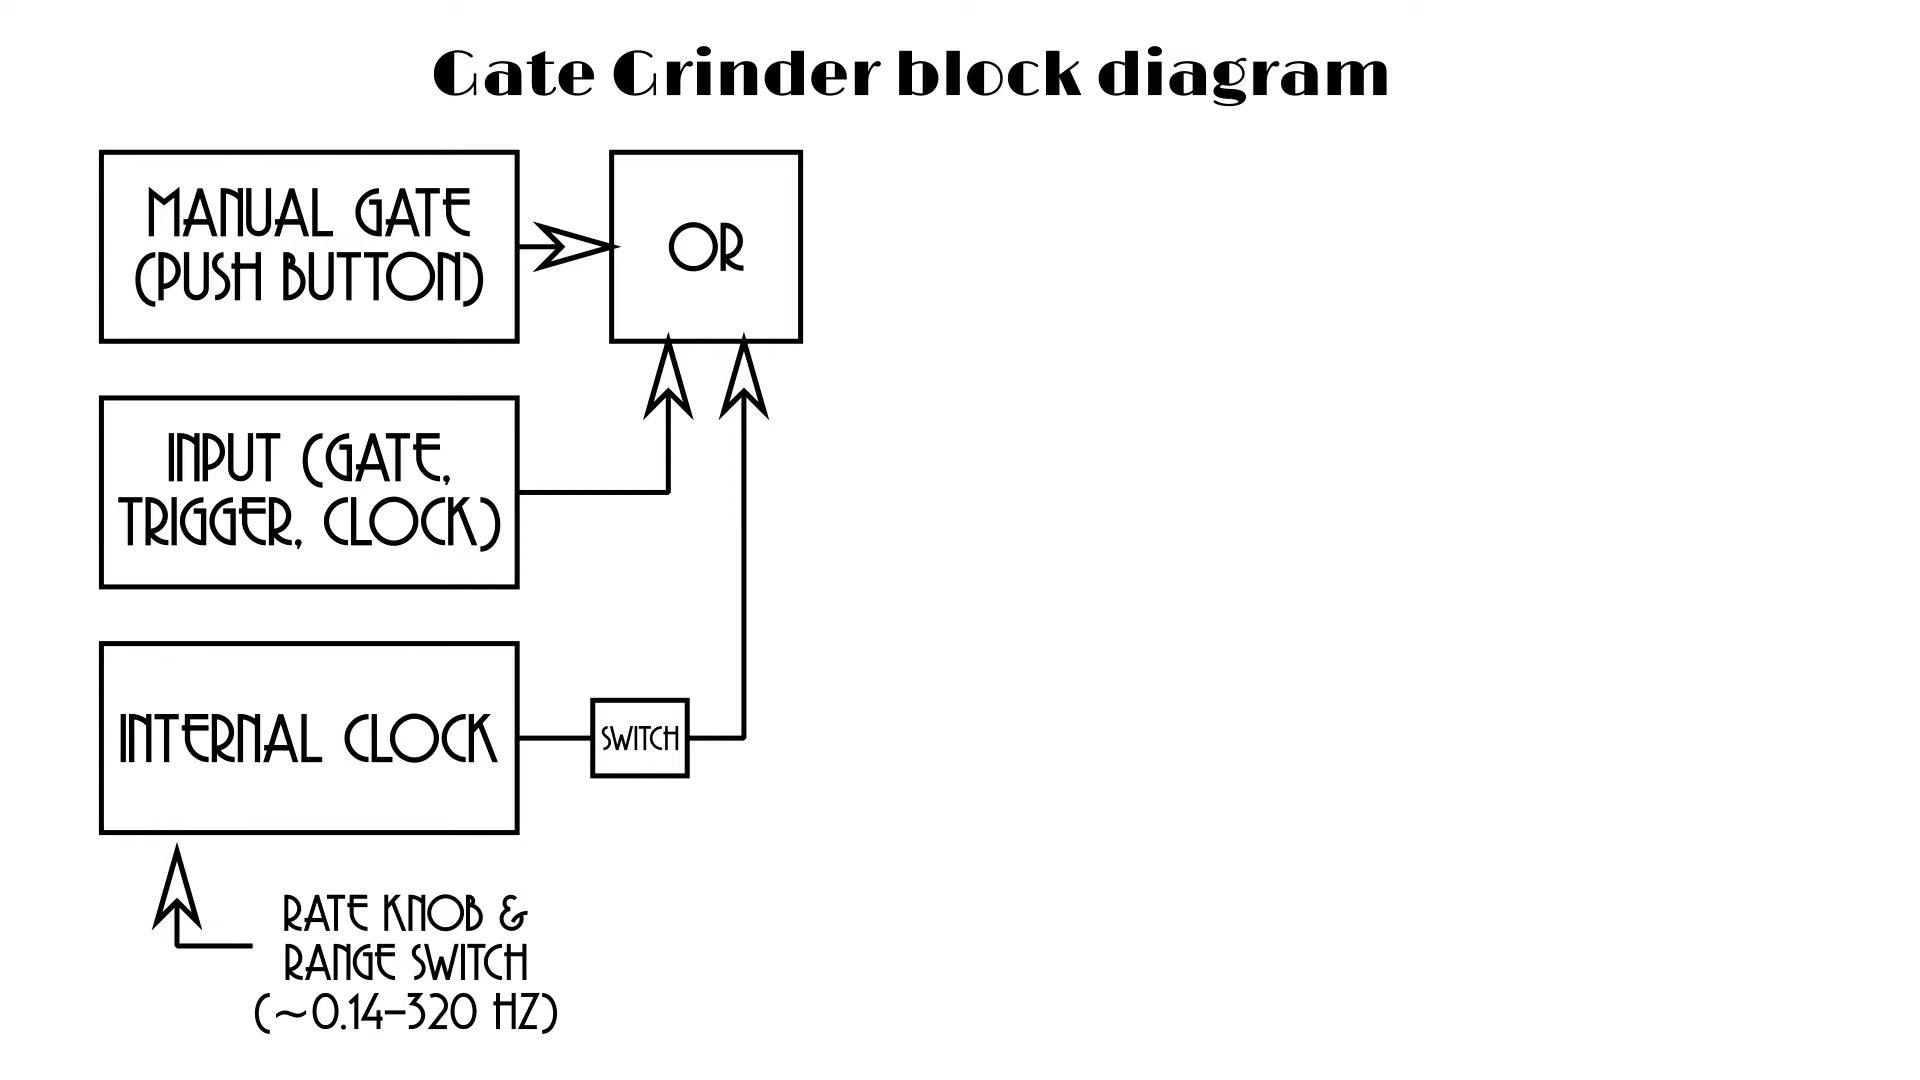 Gate Grinder block diagram
MANUAL GATE
(PUSH BUTTON)
OR
INPUT (GATE,
TRIGGER, CLOCK)
INTERNAL CLOCK
SWITCH
RATE KNOB &
RANGE SWITCH
(~0.14–320 HZ)